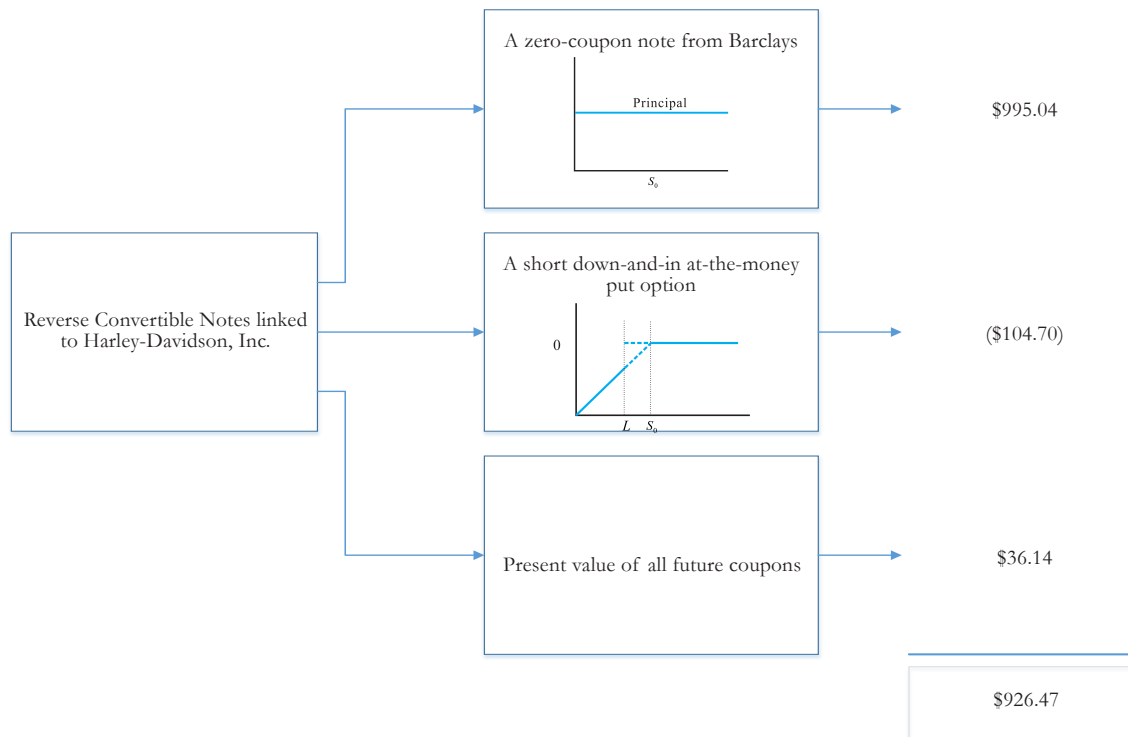 A zero-coupon note from Barclays
Principal
S₀
$995.04
Reverse Convertible Notes linked
to Harley-Davidson, Inc.
A short down-and-in at-the-money
put option
0
L S₀
($104.70)
Present value of all future coupons
$36.14
$926.47